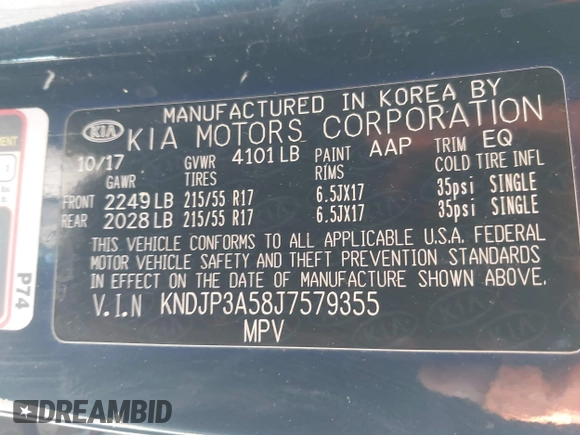 MANUFACTURED IN KOREA BY
KIA KIA MOTORS CORPORATION
10/17 GVWR 4101 LB PAINT AAP TRIM EQ
GAWR TIRES RIMS COLD TIRE INFL
FRONT 2249 LB 215/55 R17 6.5JX17 35psi SINGLE
REAR 2028 LB 215/55 R17 6.5JX17 35psi SINGLE
THIS VEHICLE CONFORMS TO ALL APPLICABLE U.S.A. FEDERAL
MOTOR VEHICLE SAFETY AND THEFT PREVENTION STANDARDS
IN EFFECT ON THE DATE OF MANUFACTURE SHOWN ABOVE.
V.I.N KNDJP3A58J7579355
MPV
P74
DREAMBID